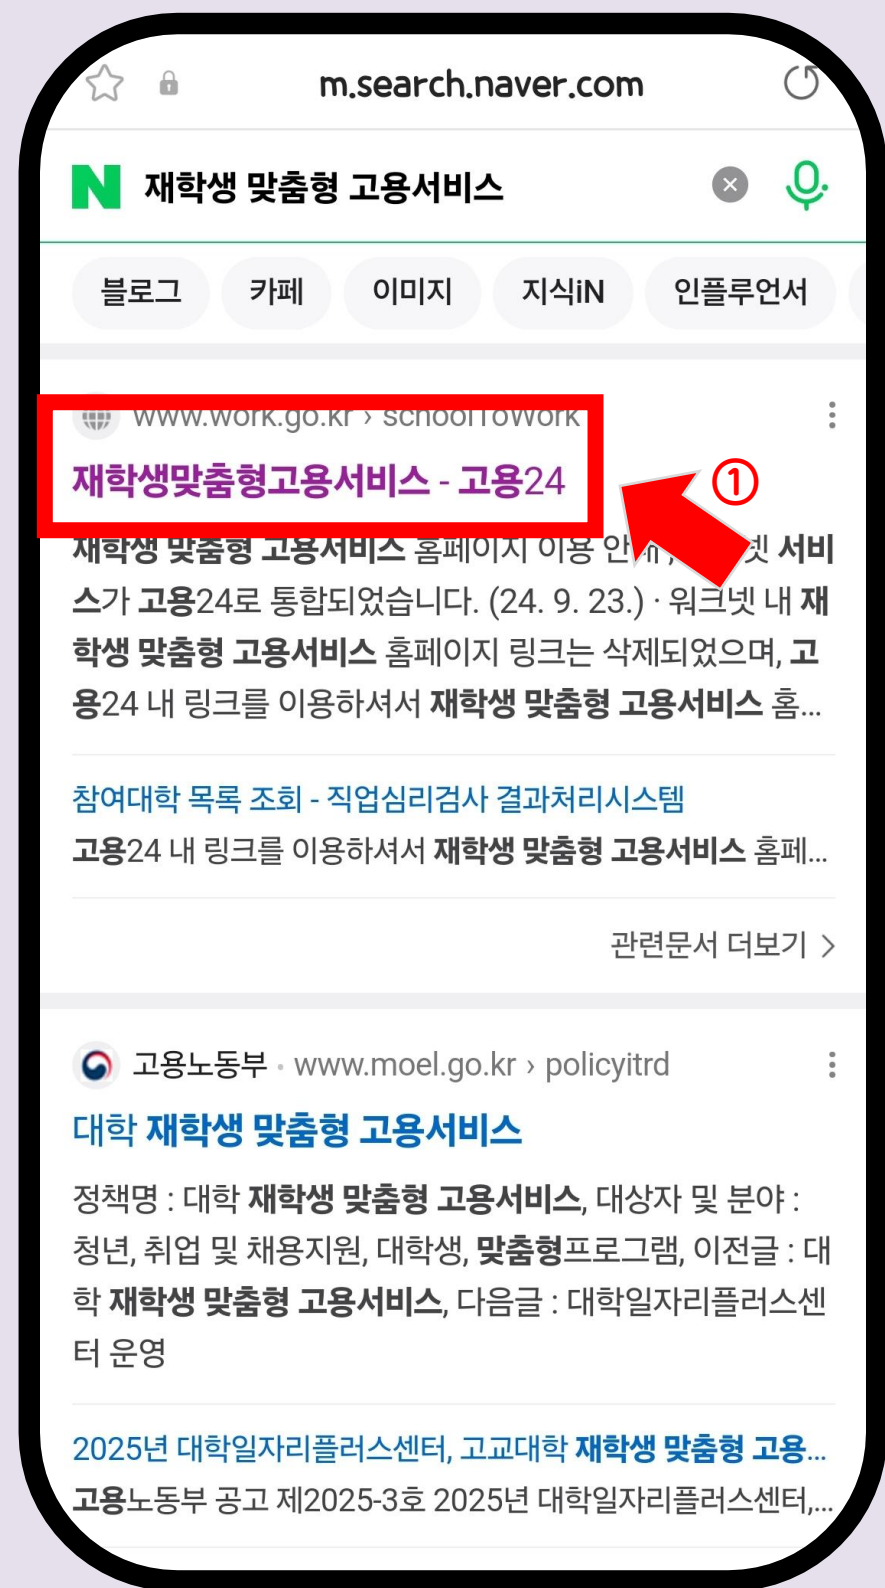 m.search.naver.com
N 재학생 맞춤형 고용서비스
블로그 카페 이미지 지식iN 인플루언서
www.work.go.kr › schoolToWork
재학생맞춤형고용서비스 - 고용24
①
재학생 맞춤형 고용서비스 홈페이지 이용 안내, 서비
스가 고용24로 통합되었습니다. (24. 9. 23.) · 워크넷 내 재
학생 맞춤형 고용서비스 홈페이지 링크는 삭제되었으며, 고
용24 내 링크를 이용하셔서 재학생 맞춤형 고용서비스 홈...
참여대학 목록 조회 - 직업심리검사 결과처리시스템
고용24 내 링크를 이용하셔서 재학생 맞춤형 고용서비스 홈페...
관련문서 더보기 >
고용노동부 · www.moel.go.kr › policyitrd
대학 재학생 맞춤형 고용서비스
정책명 : 대학 재학생 맞춤형 고용서비스, 대상자 및 분야 :
청년, 취업 및 채용지원, 대학생, 맞춤형프로그램, 이전글 : 대
학 재학생 맞춤형 고용서비스, 다음글 : 대학일자리플러스센
터 운영
2025년 대학일자리플러스센터, 고교대학 재학생 맞춤형 고용...
고용노동부 공고 제2025-3호 2025년 대학일자리플러스센터,...